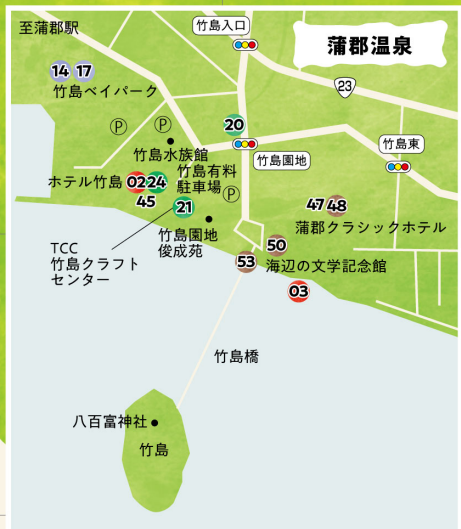 至蒲郡駅
竹島入口
蒲郡温泉
23
14 17
竹島ベイパーク
P
P
20
竹島東
竹島水族館
竹島園地
ホテル竹島
02 24
竹島有料
駐車場
P
45
21
47 48
竹島園地
俊成苑
蒲郡クラシックホテル
TCC
竹島クラフト
センター
50
53
海辺の文学記念館
03
竹島橋
八百富神社
竹島